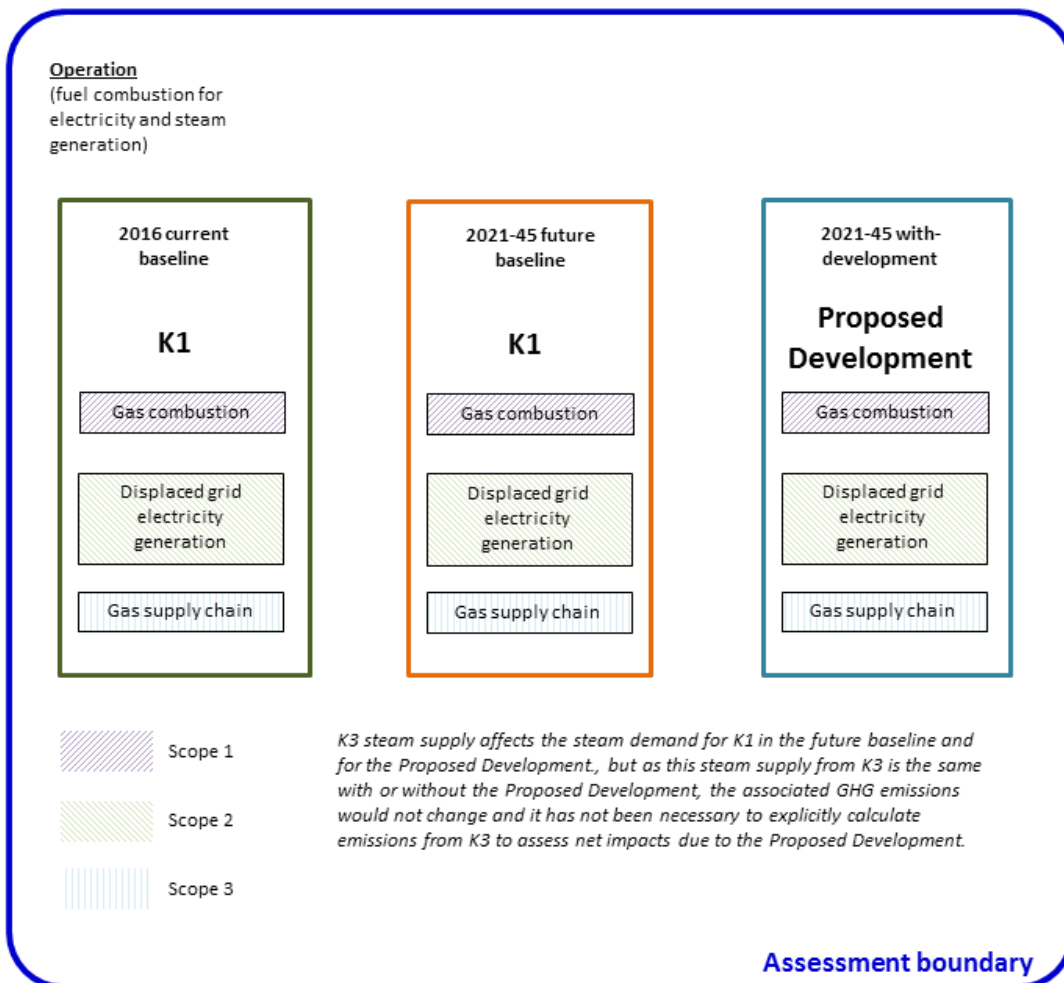 Operation
(fuel combustion for
electricity and steam
generation)
2016 current
baseline
K1
Gas combustion
Displaced grid
electricity
generation
Gas supply chain
2021-45 future
baseline
K1
Gas combustion
Displaced grid
electricity
generation
Gas supply chain
2021-45 with-
development
Proposed
Development
Gas combustion
Displaced grid
electricity
generation
Gas supply chain
Scope 1
Scope 2
Scope 3
K3 steam supply affects the steam demand for K1 in the future baseline and
for the Proposed Development., but as this steam supply from K3 is the same
with or without the Proposed Development, the associated GHG emissions
would not change and it has not been necessary to explicitly calculate
emissions from K3 to assess net impacts due to the Proposed Development.
Assessment boundary